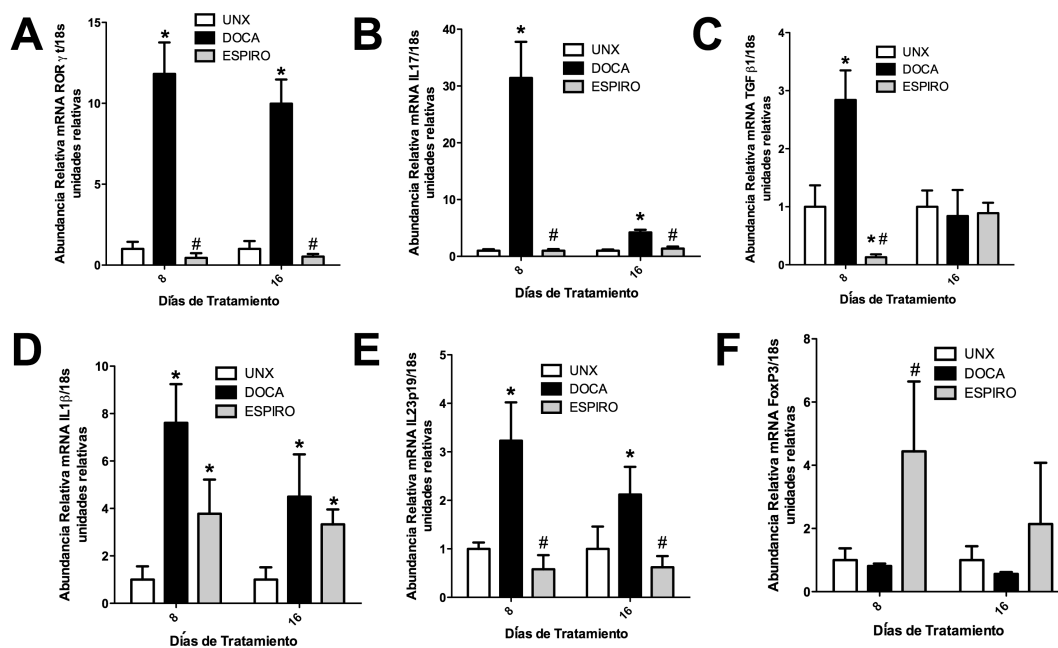 A
Abundancia Relativa mRNA ROR γ t/18s
unidades relativas
15
10
5
0
UNX
DOCA
ESPIRO
*
#
*
#
8
16
Días de Tratamiento
B
Abundancia Relativa mRNA IL17/18s
unidades relativas
40
30
20
10
0
UNX
DOCA
ESPIRO
*
#
*
#
8
16
Días de Tratamiento
C
Abundancia Relativa mRNA TGF β1/18s
unidades relativas
4
3
2
1
0
UNX
DOCA
ESPIRO
*
*#
8
16
Días de Tratamiento
D
Abundancia Relativa mRNA IL1β/18s
unidades relativas
10
8
6
4
2
0
UNX
DOCA
ESPIRO
*
*
*
*
8
16
Días de Tratamiento
E
Abundancia Relativa mRNA IL23p19/18s
unidades relativas
5
4
3
2
1
0
UNX
DOCA
ESPIRO
*
#
*
#
8
16
Días de Tratamiento
F
Abundancia Relativa mRNA FoxP3/18s
unidades relativas
8
6
4
2
0
UNX
DOCA
ESPIRO
#
8
16
Días de Tratamiento